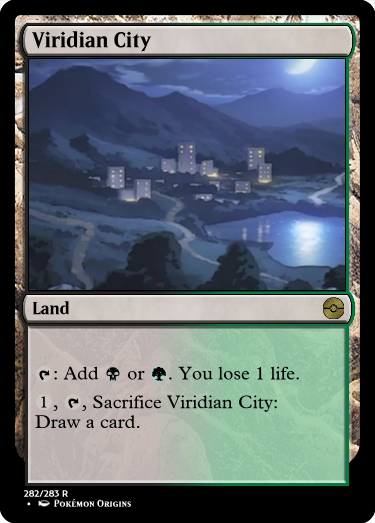 Viridian City
Land
: Add or . You lose 1 life.
1 , , Sacrifice Viridian City:
Draw a card.
282/283 R
• Pokémon Origins